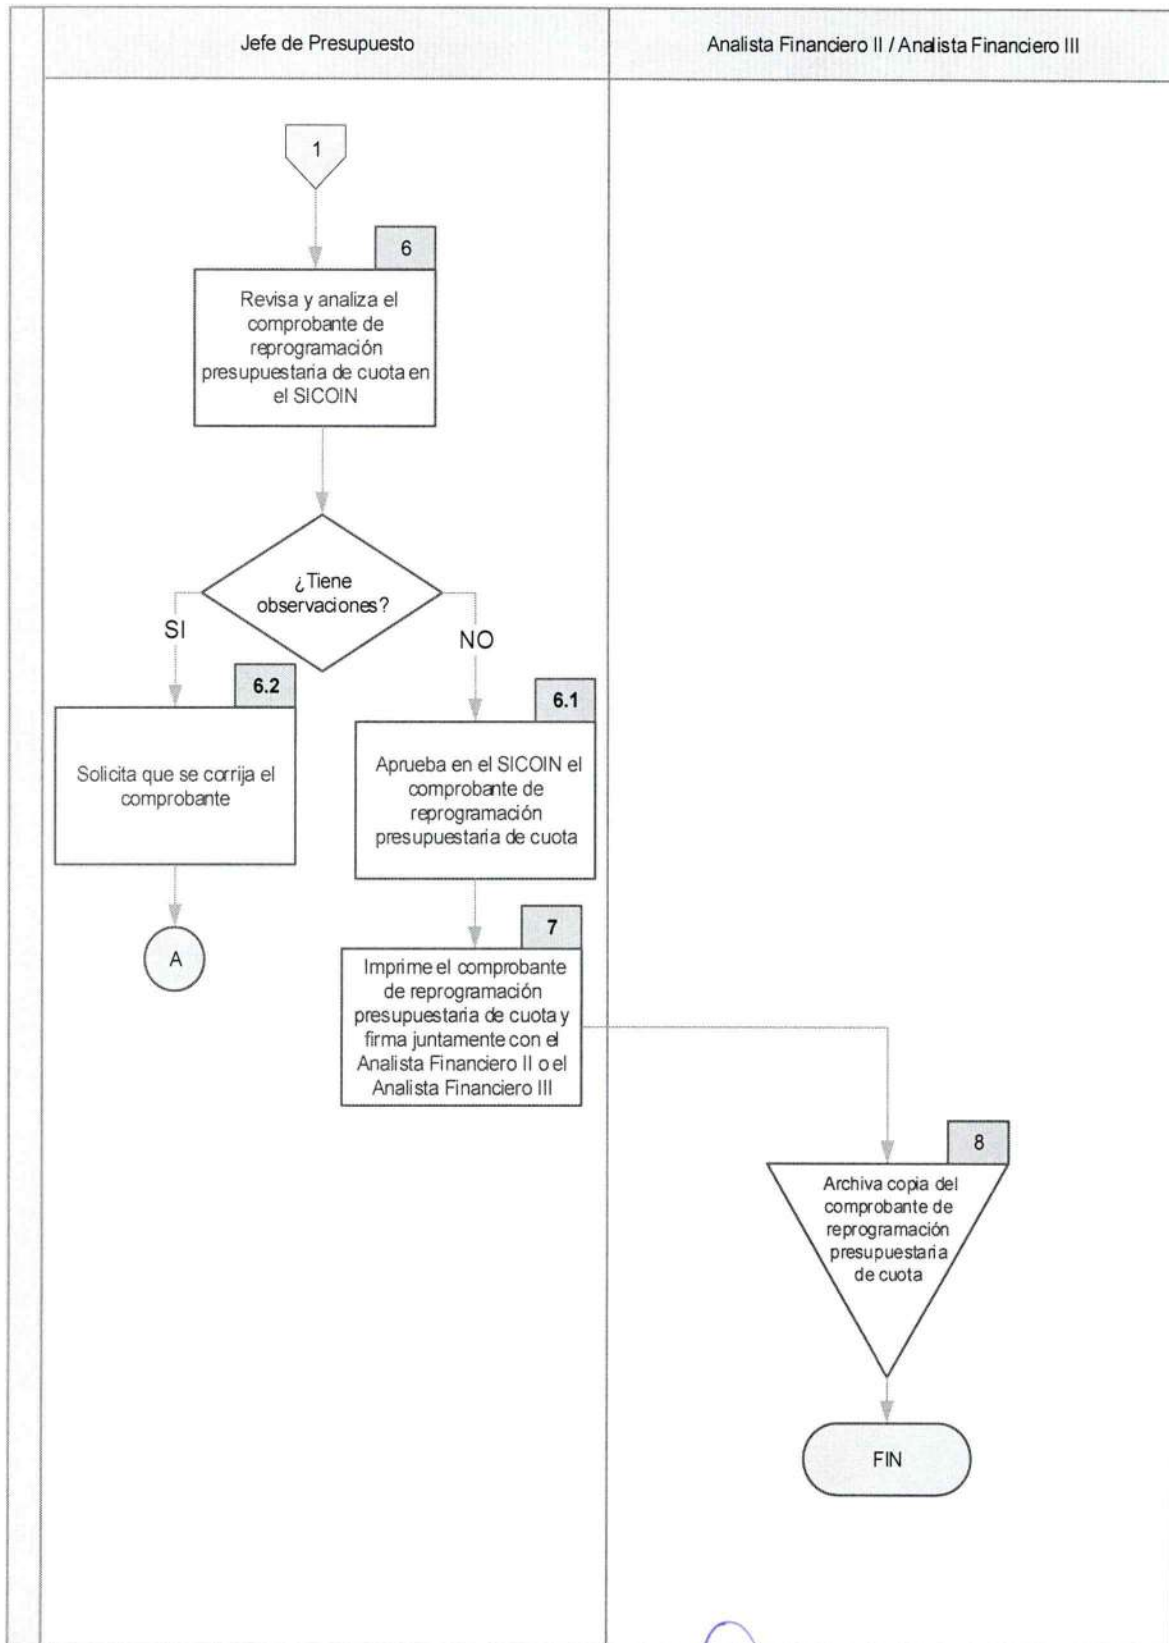 Jefe de Presupuesto
Analista Financiero II / Analista Financiero III
1
6
Revisa y analiza el
comprobante de
reprogramación
presupuestaria de cuota en
el SICOIN
¿Tiene
observaciones?
SI
NO
6.2
Solicita que se corrija el
comprobante
A
6.1
Aprueba en el SICOIN el
comprobante de
reprogramación
presupuestaria de cuota
7
Imprime el comprobante
de reprogramación
presupuestaria de cuota y
firma juntamente con el
Analista Financiero II o el
Analista Financiero III
8
Archiva copia del
comprobante de
reprogramación
presupuestaria
de cuota
FIN